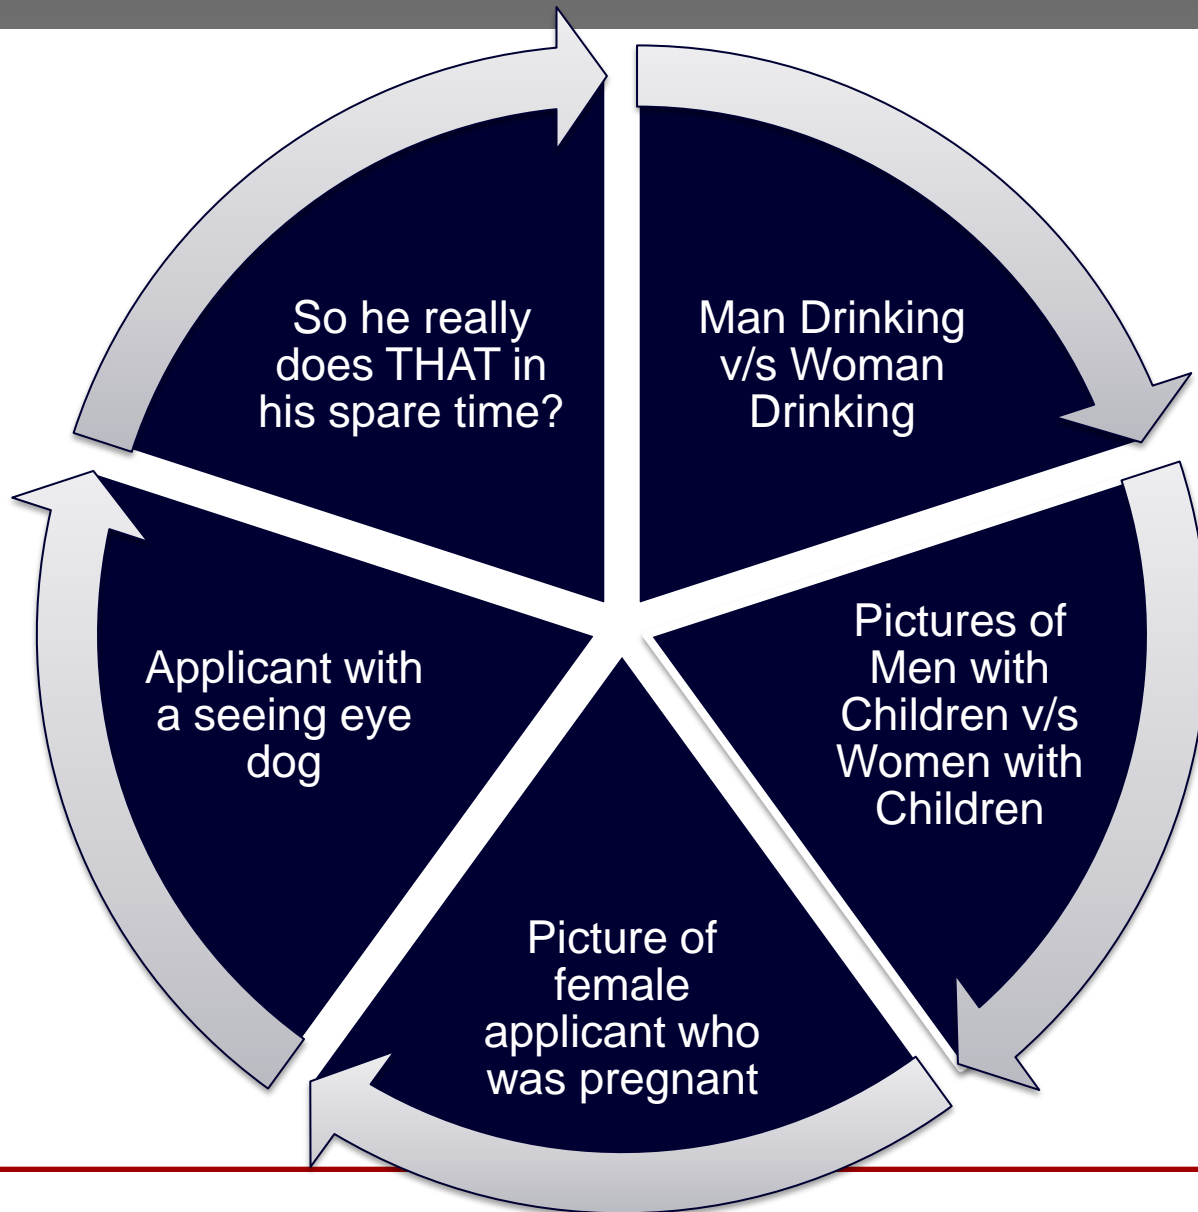 Man Drinking
v/s Woman
Drinking
Pictures of
Men with
Children v/s
Women with
Children
Picture of
female
applicant who
was pregnant
Applicant with
a seeing eye
dog
So he really
does THAT in
his spare time?